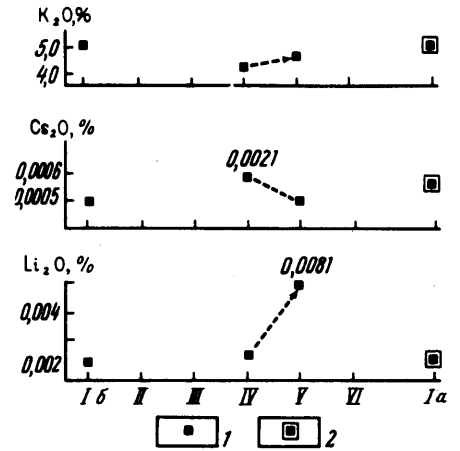 K₂O,%
5,0
4,0
Cs₂O, %
0,0006
0,0021
0,0005
Li₂O, %
0,0081
0,004
0,002
I б II III IV V VI I а
1 2